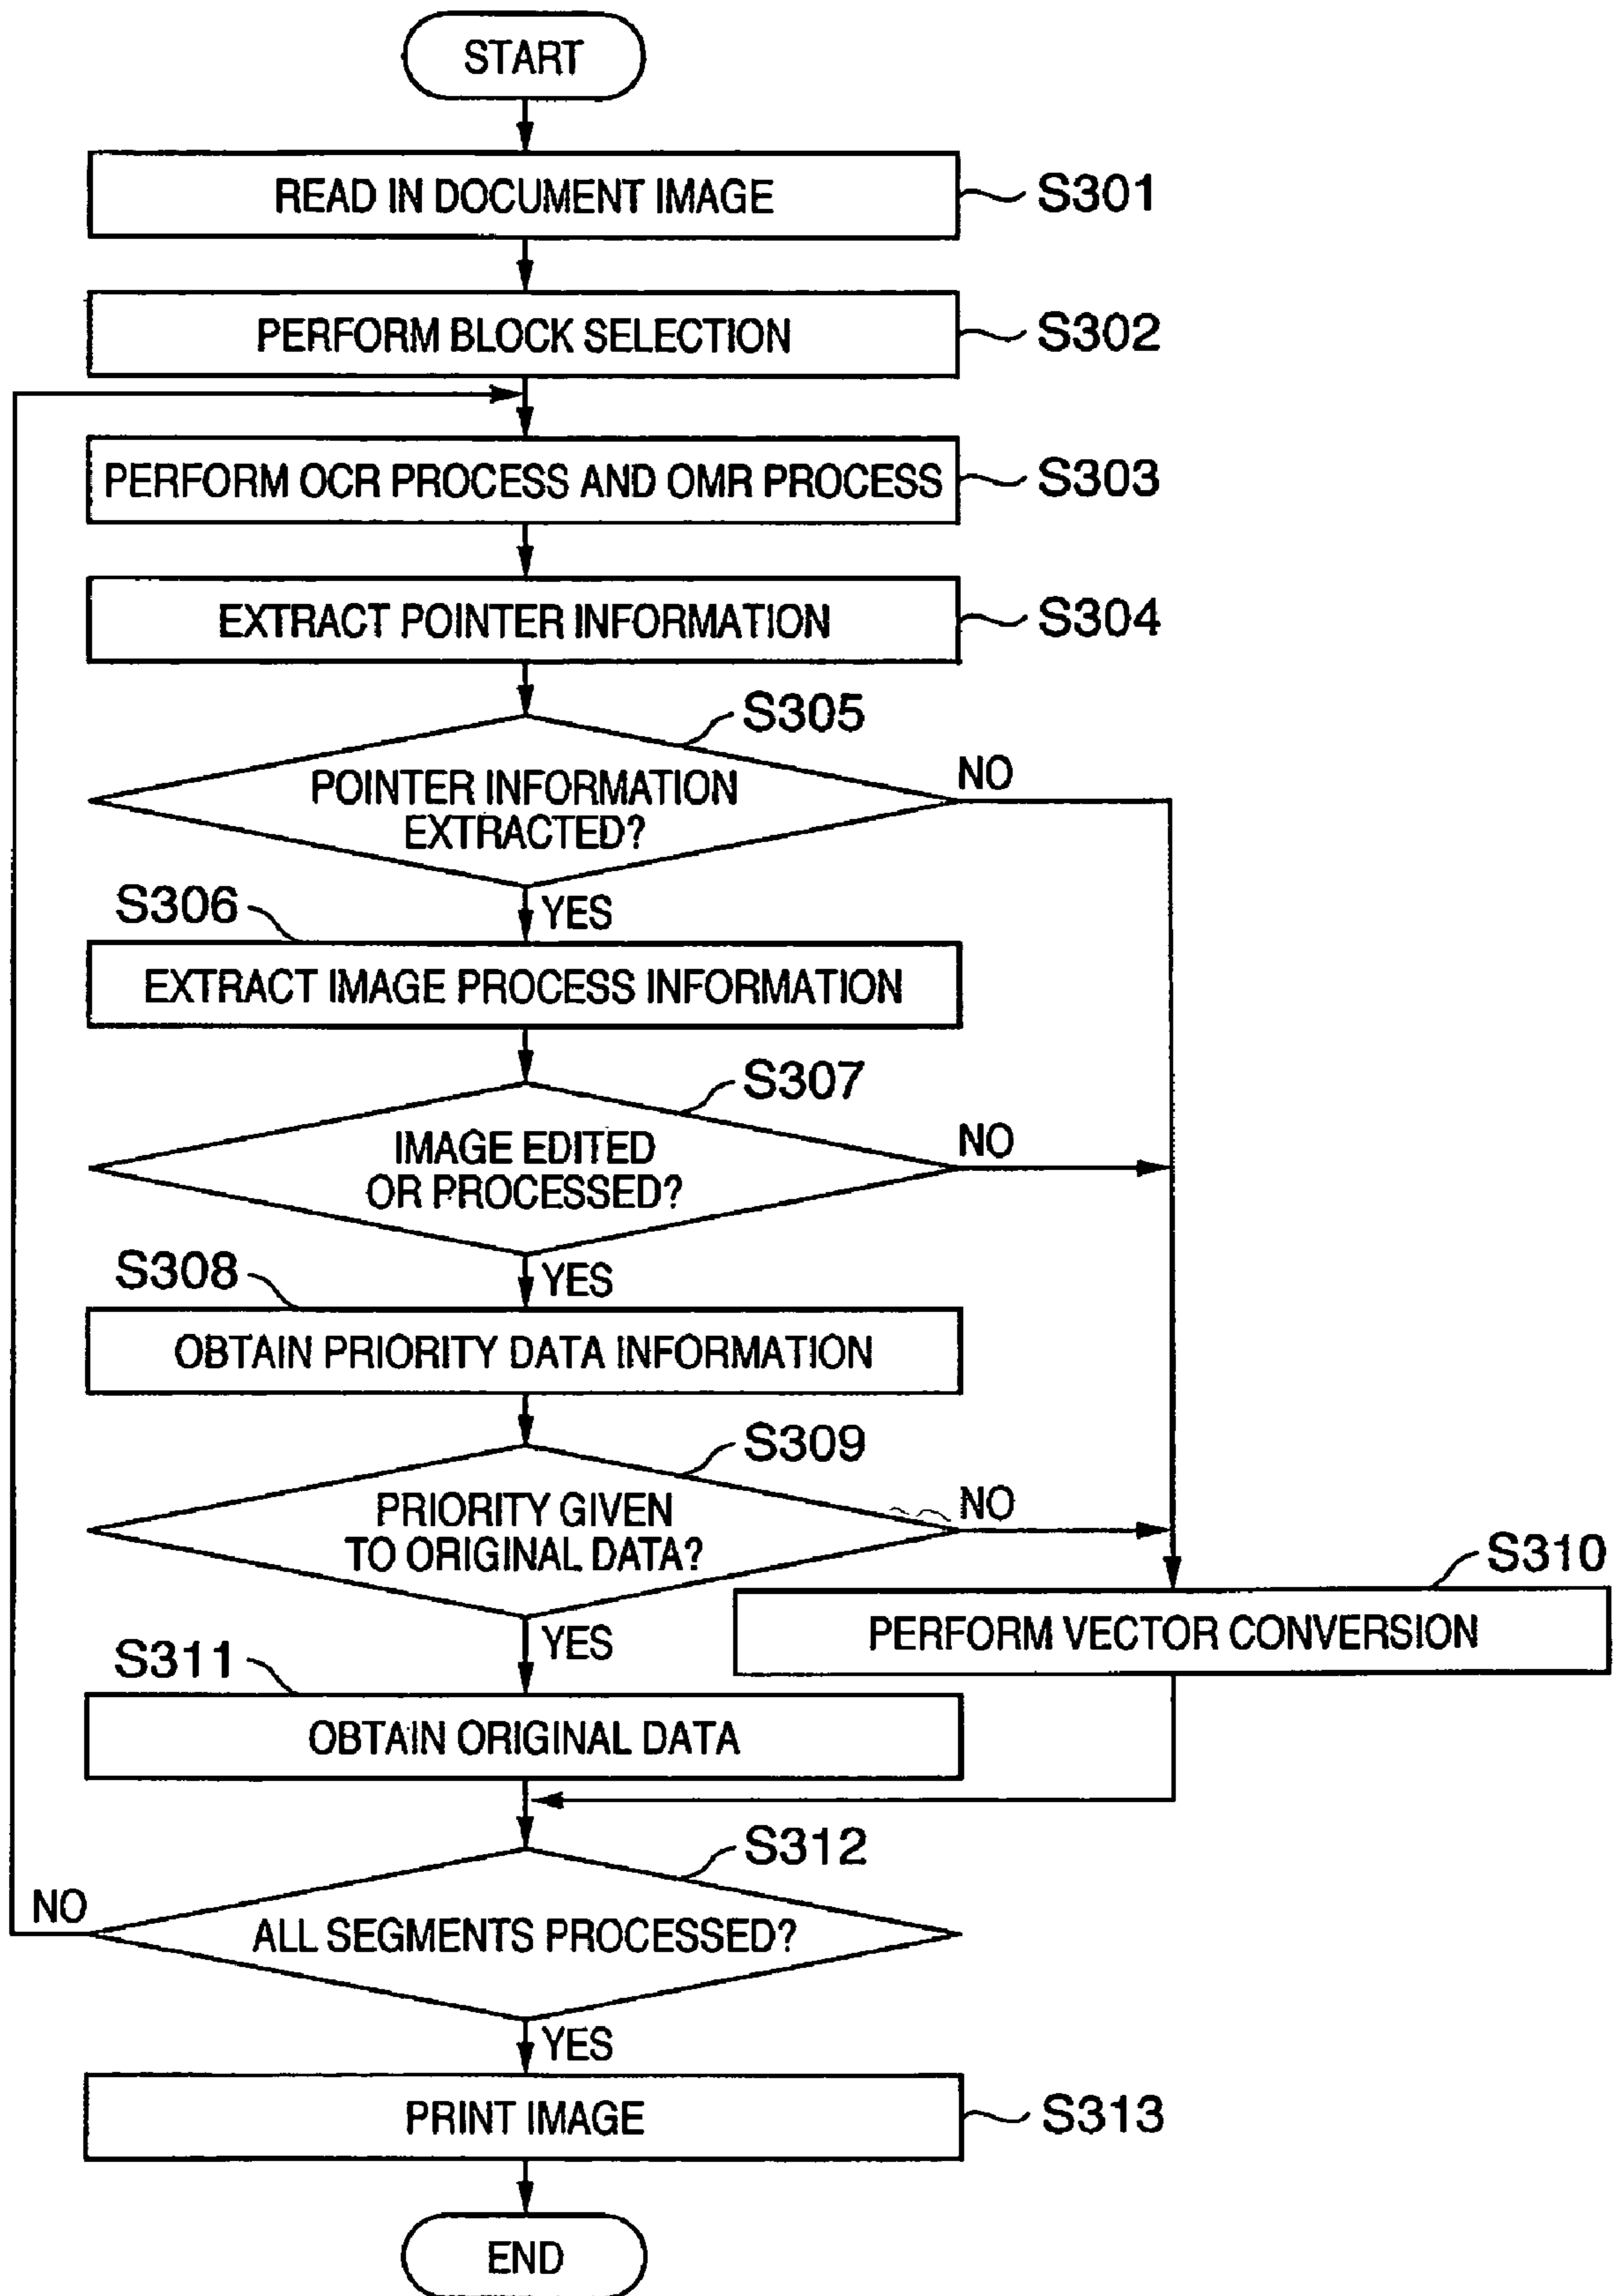 START
READ IN DOCUMENT IMAGE
S301
PERFORM BLOCK SELECTION
S302
PERFORM OCR PROCESS AND OMR PROCESS
S303
EXTRACT POINTER INFORMATION
S304
S305
POINTER INFORMATION
EXTRACTED?
NO
YES
S306
EXTRACT IMAGE PROCESS INFORMATION
S307
IMAGE EDITED
OR PROCESSED?
NO
YES
S308
OBTAIN PRIORITY DATA INFORMATION
S309
PRIORITY GIVEN
TO ORIGINAL DATA?
NO
S310
PERFORM VECTOR CONVERSION
YES
S311
OBTAIN ORIGINAL DATA
S312
ALL SEGMENTS PROCESSED?
NO
YES
PRINT IMAGE
S313
END